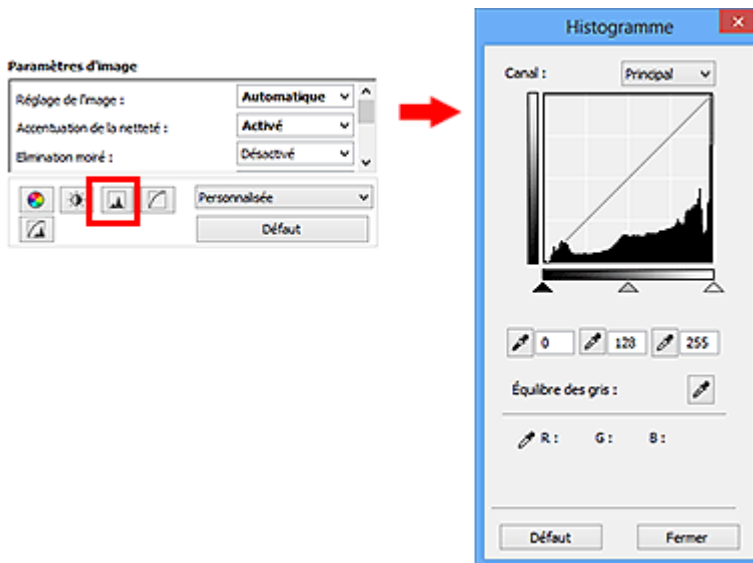 Paramètres d'image
Réglage de l'image : Automatique
Accentuation de la netteté : Activé
Elimination moiré : Désactivé
Personnalisée
Défaut
Histogramme
Canal : Principal
0 128 255
Équilibre des gris :
R : G : B :
Défaut Fermer